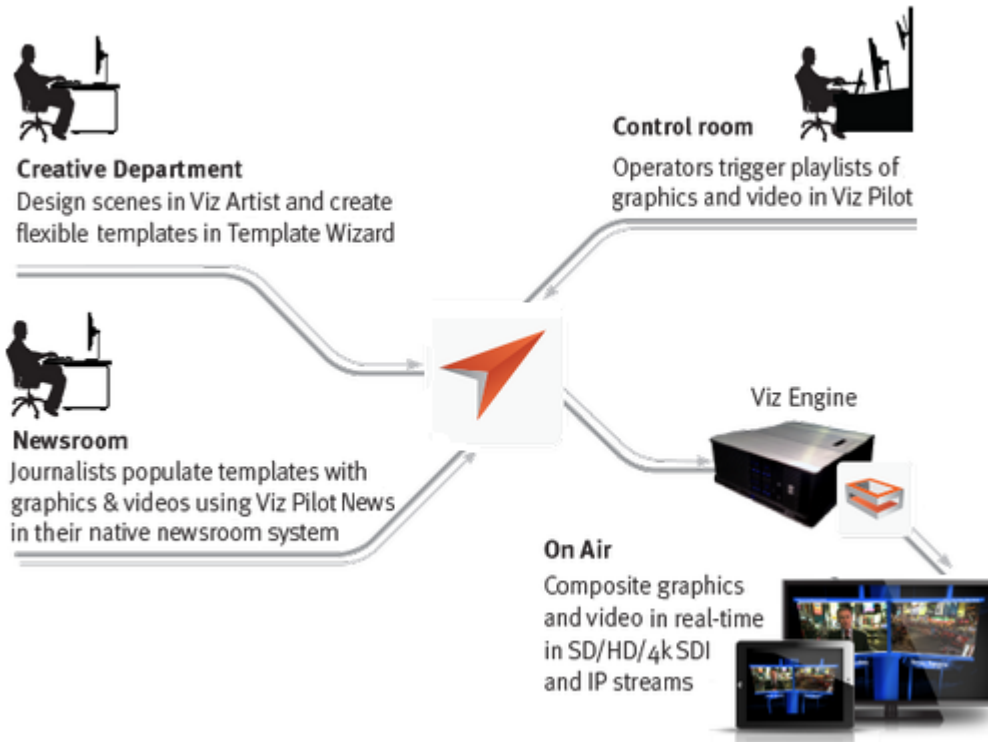 Creative Department
Design scenes in Viz Artist and create
flexible templates in Template Wizard
Control room
Operators trigger playlists of
graphics and video in Viz Pilot
Newsroom
Journalists populate templates with
graphics & videos using Viz Pilot News
in their native newsroom system
Viz Engine
On Air
Composite graphics
and video in real-time
in SD/HD/4k SDI
and IP streams